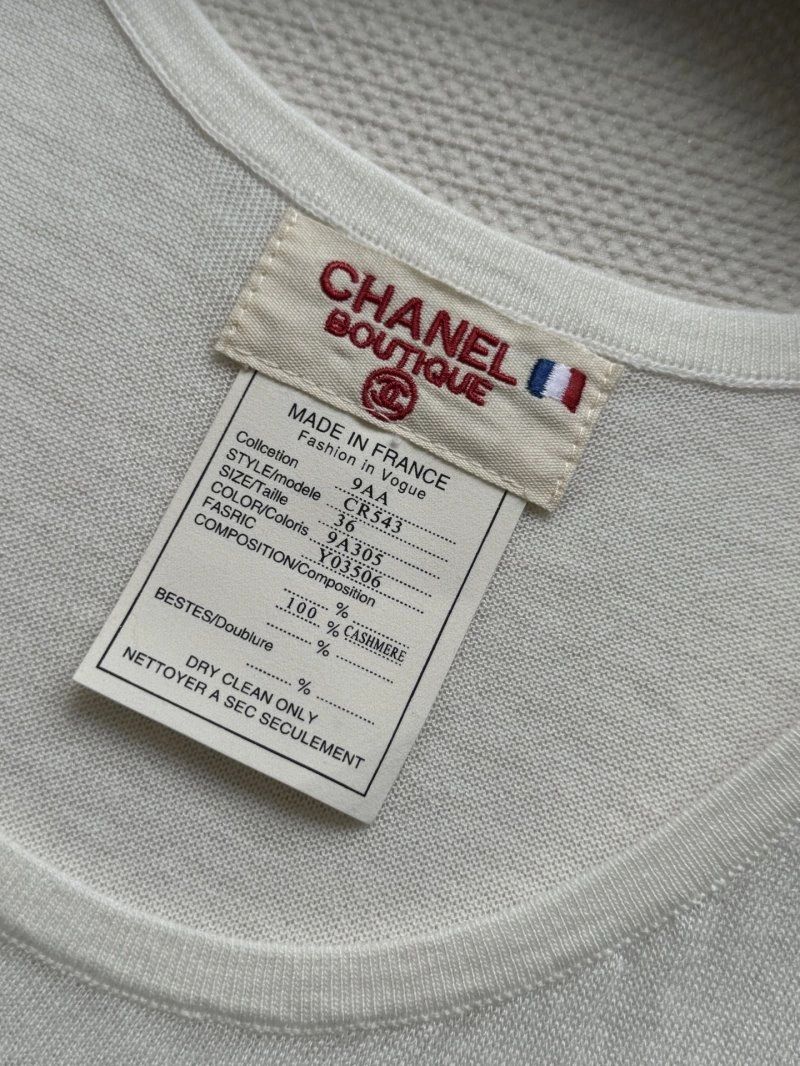 CHANEL
BOUTIQUE
MADE IN FRANCE
Fashion in Vogue
Collcetion 9AA
STYLE/modele CR543
SIZE/Taille 36
COLOR/Coloris 9A305
FASRIC Y03506
COMPOSITION/Composition
%
100 % CASHMERE
BESTES/Doublure %
%
DRY CLEAN ONLY
NETTOYER A SEC SECULEMENT